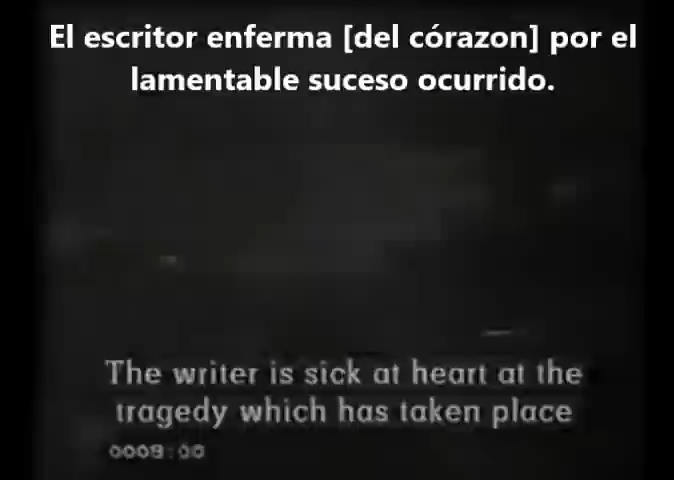 El escritor enferma [del córazon] por el
lamentable suceso ocurrido.
The writer is sick at heart at the
tragedy which has taken place
0009:00